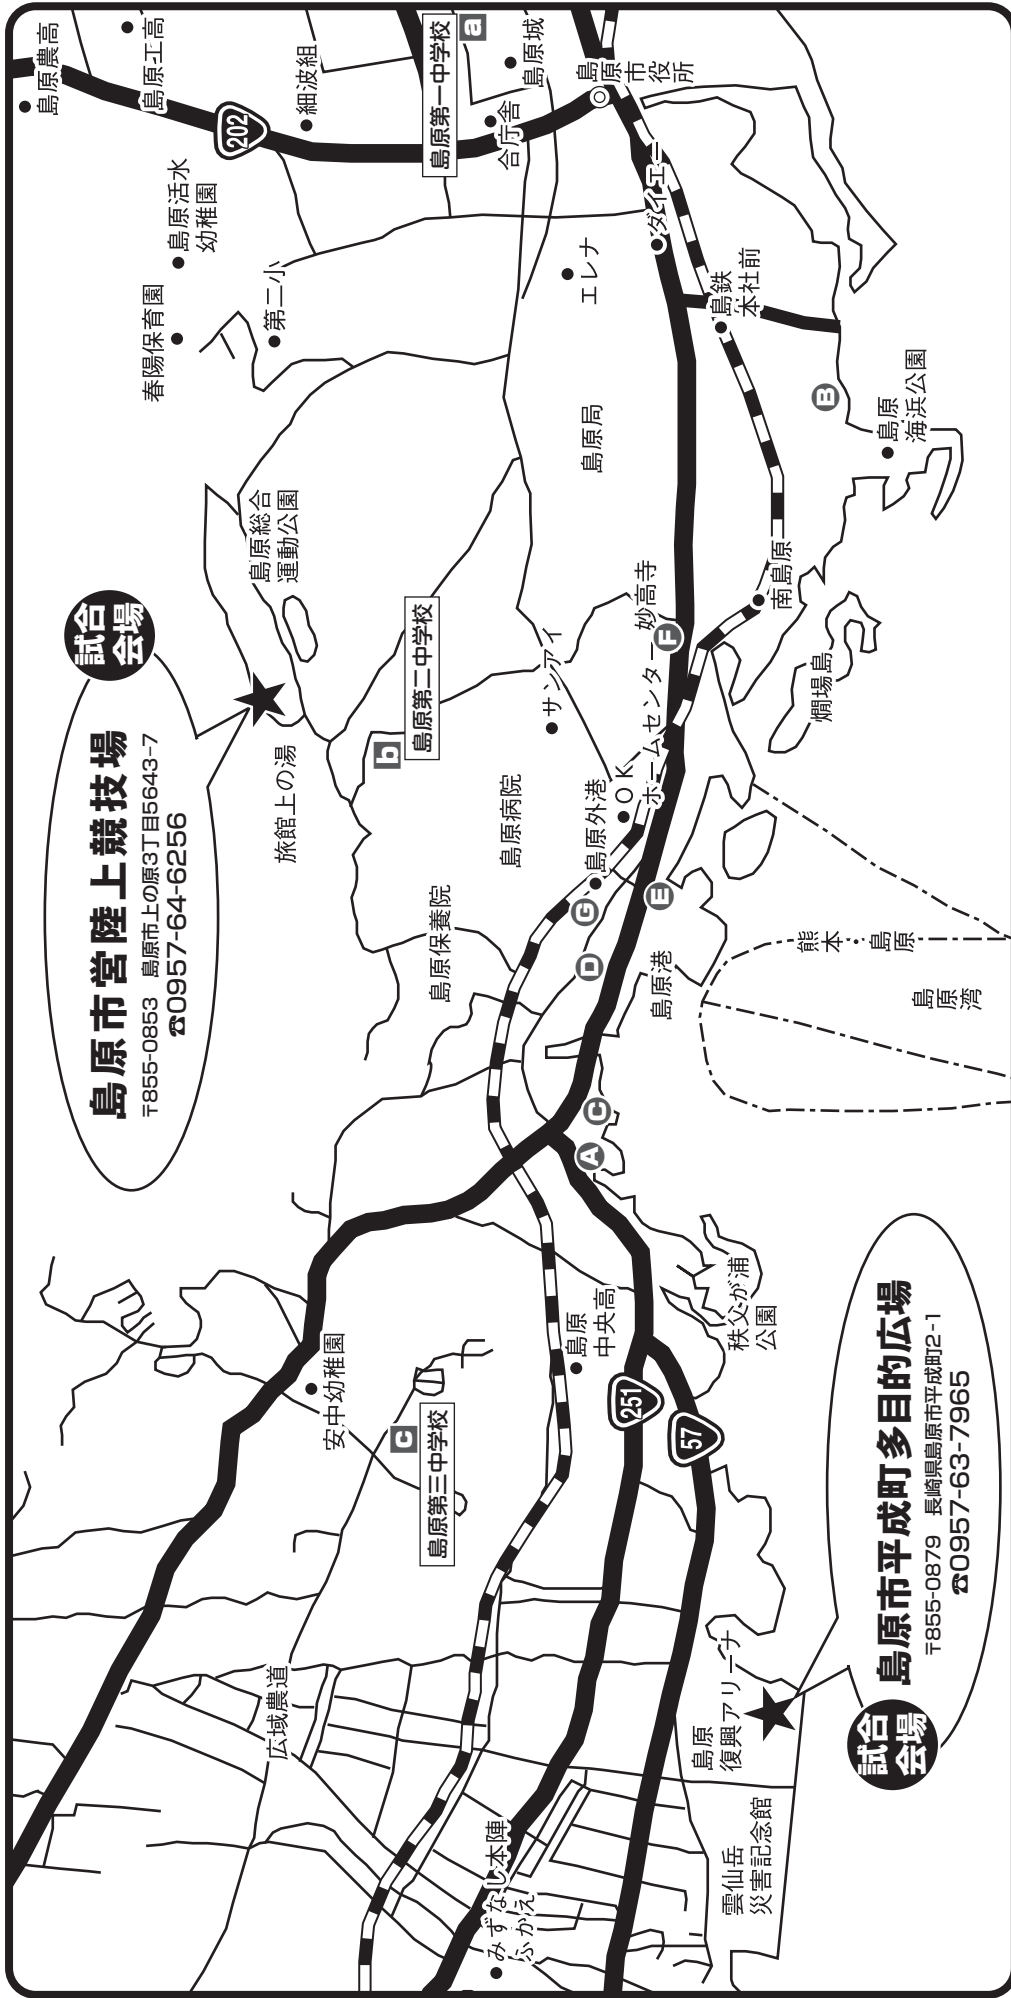 試合
会場
島原市営陸上競技場
〒855-0853 島原市上の原3丁目5643-7
☎0957-64-6256
試合
会場
島原市平成町多目的広場
〒855-0879 長崎県島原市平成町2-1
☎0957-63-7965
島原農高
島原工高
202
細波組
島原第一中学校
a
合庁舎
島原城
島原市役所
島原活水
幼稚園
春陽保育園
第二小
エレナ
ダイエー
島鉄
本社前
B
島原
海浜公園
島原局
島原総合
運動公園
島原第二中学校
b
旅館上の湯
妙高寺
F
南島原
サンアイ
OK
ホームセンター
燗場島
島原病院
島原外港
G
D
E
島原保養院
島原港
熊本・島原
島原湾
C
A
秩父が浦
公園
島原
中央高
251
57
安中幼稚園
c
島原第三中学校
広域農道
島原
復興アリーナ
雲仙岳
災害記念館
みずなし本陣
ふかえ